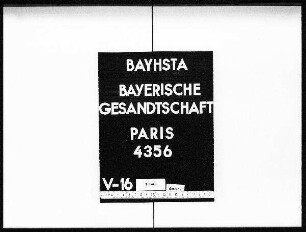 BAYHSTA
BAYERISCHE
GESANDTSCHAFT
PARIS
4356
V-16